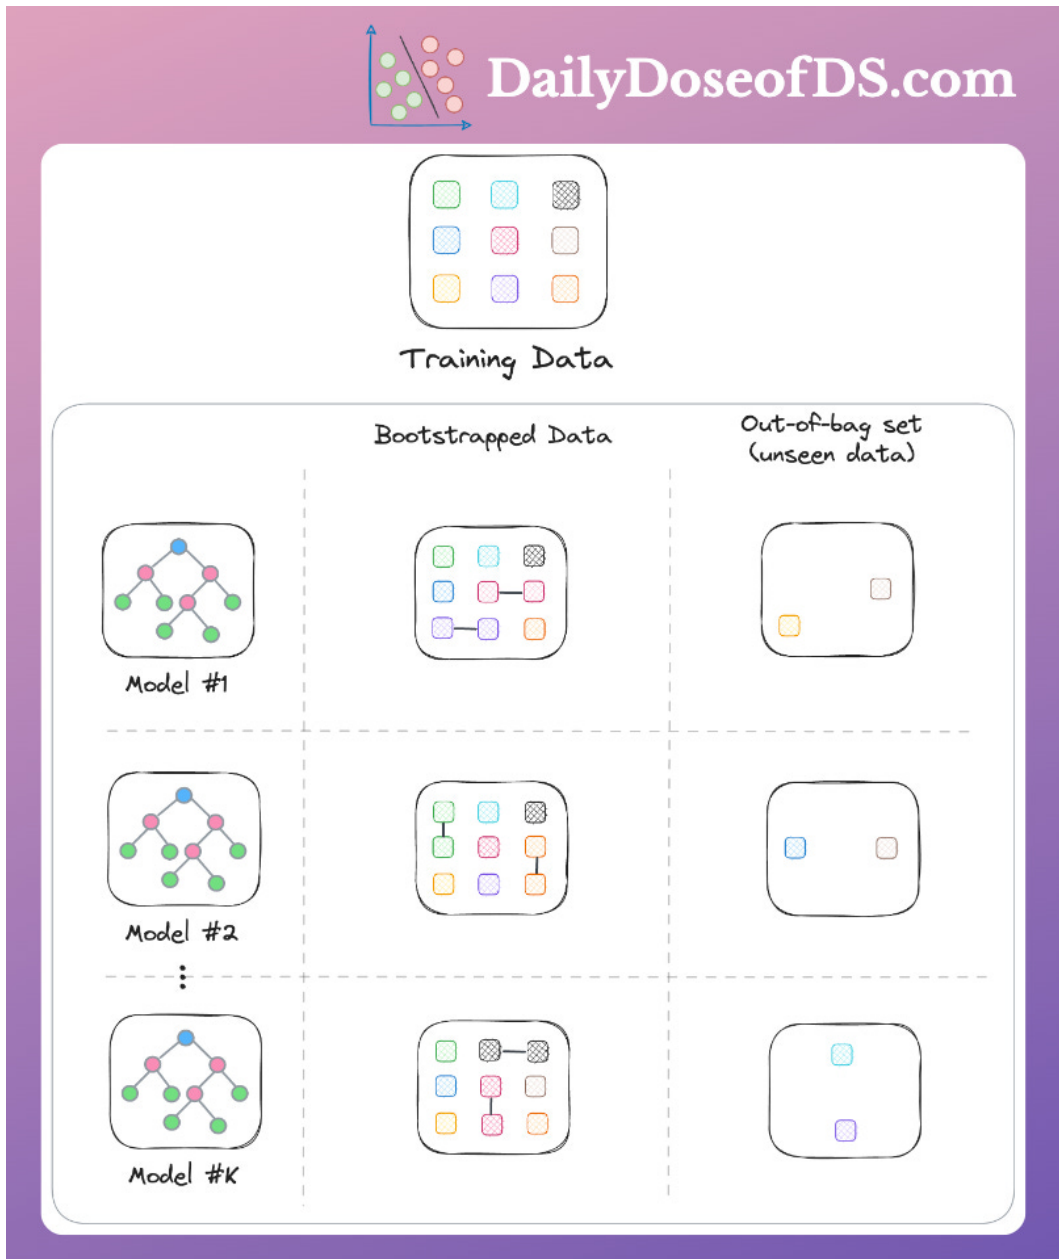 DailyDoseofDS.com
Training Data
Bootstrapped Data
Out-of-bag set
(unseen data)
Model #1
Model #2
Model #K